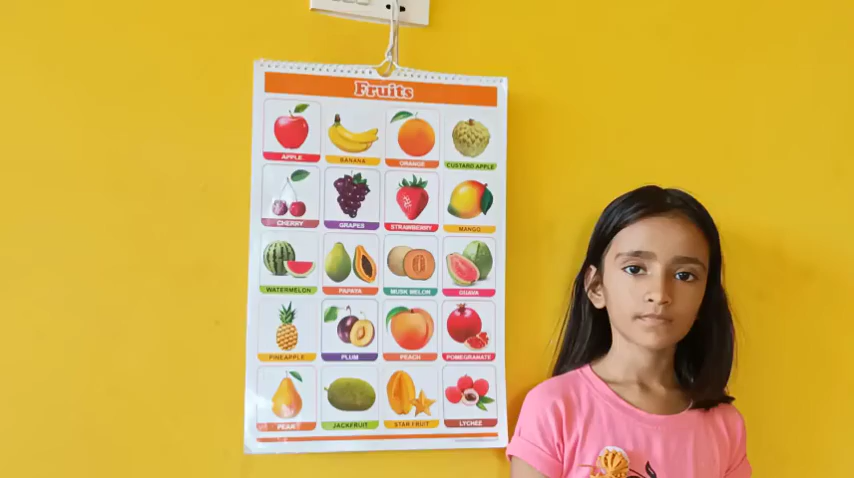 Fruits
APPLE
BANANA
ORANGE
CUSTARD APPLE
CHERRY
GRAPES
STRAWBERRY
MANGO
WATERMELON
PAPAYA
MUSK MELON
GUAVA
PINEAPPLE
PLUM
PEACH
POMEGRANATE
PEAR
JACKFRUIT
STAR FRUIT
LYCHEE